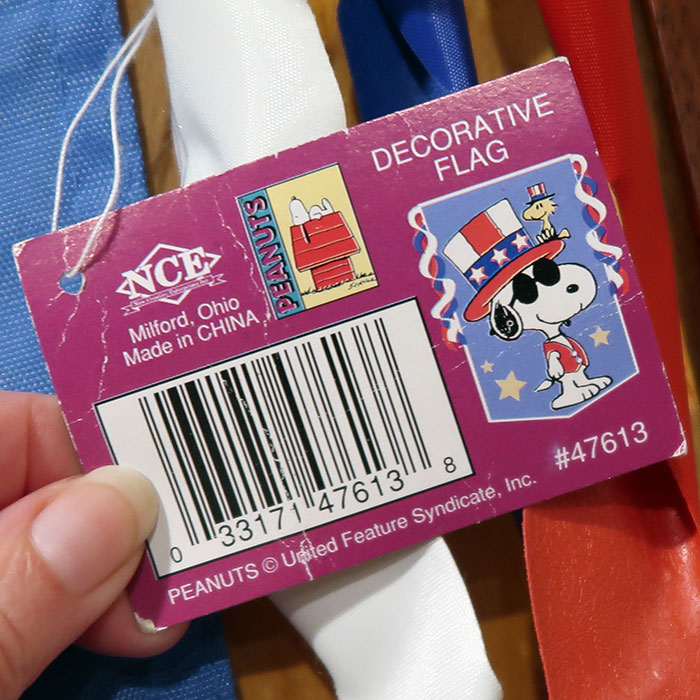 DECORATIVE
FLAG
NCE
PEANUTS
Milford, Ohio
Made in CHINA
0 33171 47613 8
#47613
PEANUTS © United Feature Syndicate, Inc.